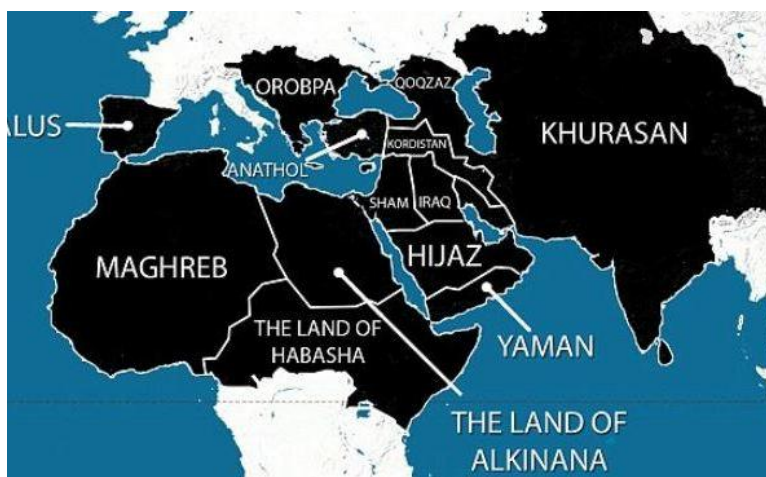 OROBPA
QOQZAZ
ALUS
ANATHOL
KORDISTAN
KHURASAN
SHAM
IRAQ
MAGHREB
HIJAZ
THE LAND OF
HABASHA
YAMAN
THE LAND OF
ALKINANA